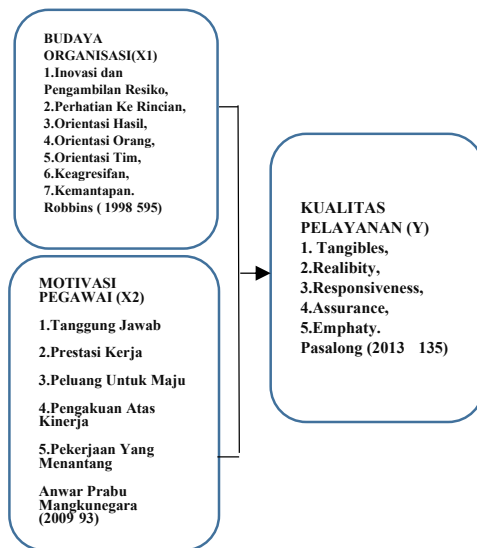 BUDAYA
ORGANISASI(X1)
1.Inovasi dan
Pengambilan Resiko,
2.Perhatian Ke Rincian,
3.Orientasi Hasil,
4.Orientasi Orang,
5.Orientasi Tim,
6.Keagresifan,
7.Kemantapan.
Robbins ( 1998 595)
MOTIVASI
PEGAWAI (X2)
1.Tanggung Jawab
2.Prestasi Kerja
3.Peluang Untuk Maju
4.Pengakuan Atas
Kinerja
5.Pekerjaan Yang
Menantang
Anwar Prabu
Mangkunegara
(2009 93)
KUALITAS
PELAYANAN (Y)
1. Tangibles,
2.Realibity,
3.Responsiveness,
4.Assurance,
5.Emphaty.
Pasalong (2013 135)